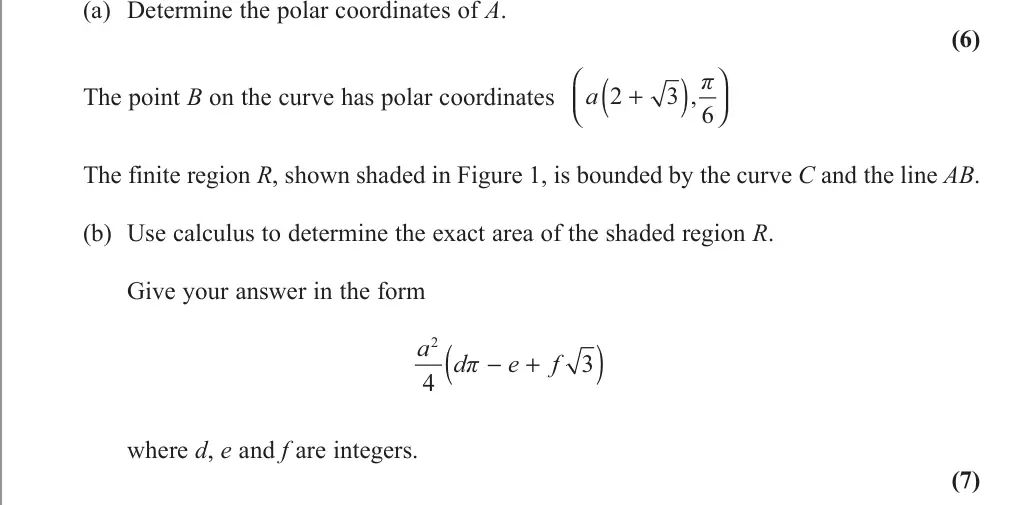 (a) Determine the polar coordinates of A.
(6)
The point B on the curve has polar coordinates (a(2 + √3), π/6)
The finite region R, shown shaded in Figure 1, is bounded by the curve C and the line AB.
(b) Use calculus to determine the exact area of the shaded region R.
Give your answer in the form
a²/4 (dπ − e + f√3)
where d, e and f are integers.
(7)